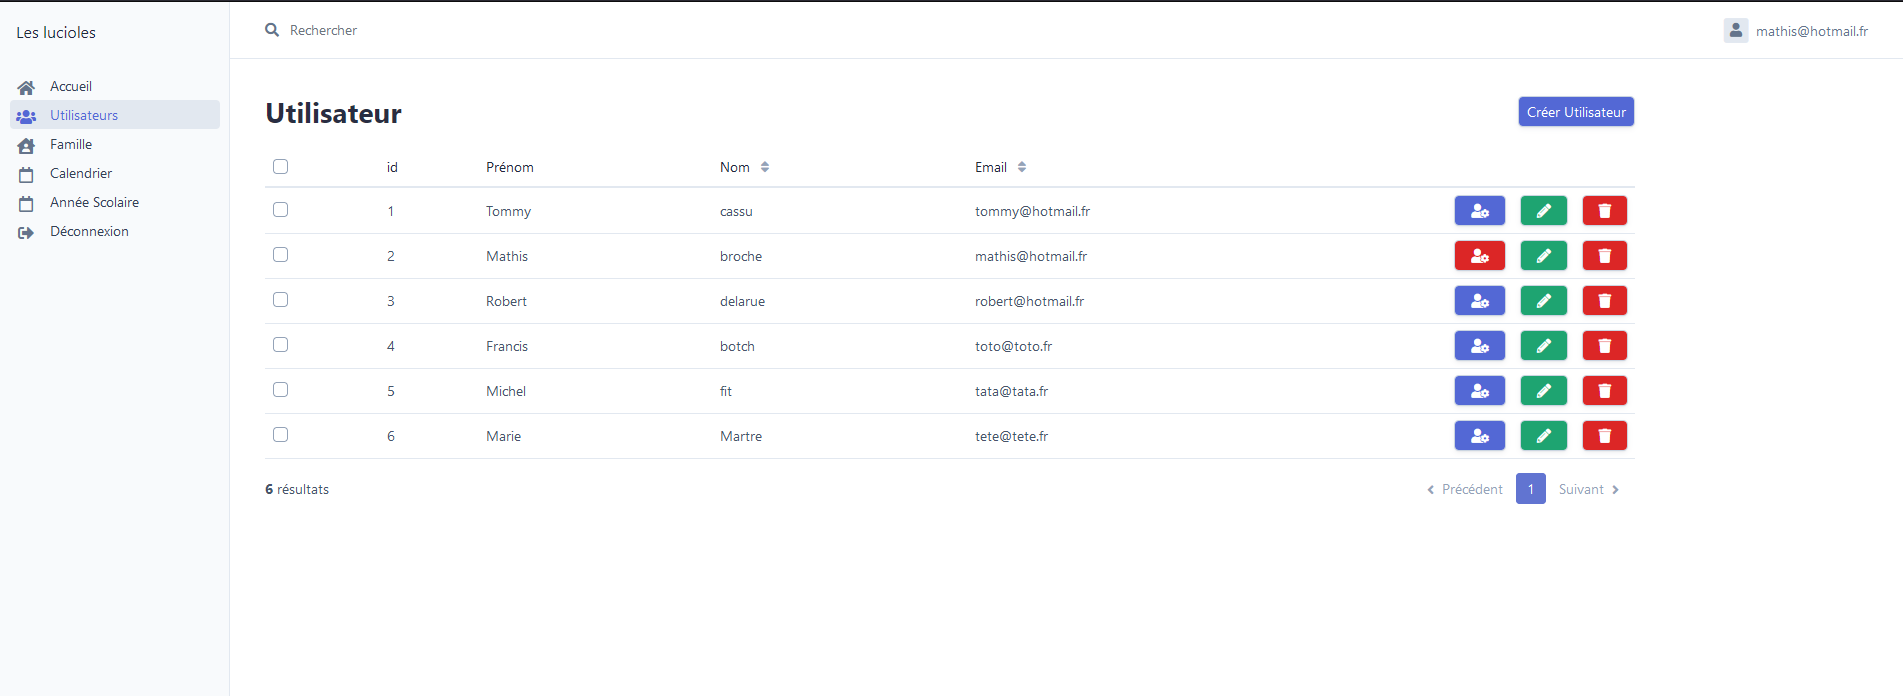 Les lucioles
Rechercher
mathis@hotmail.fr
Accueil
Utilisateurs
Famille
Calendrier
Année Scolaire
Déconnexion
Utilisateur
Créer Utilisateur
id Prénom Nom Email
1 Tommy cassu tommy@hotmail.fr
2 Mathis broche mathis@hotmail.fr
3 Robert delarue robert@hotmail.fr
4 Francis botch toto@toto.fr
5 Michel fit tata@tata.fr
6 Marie Martre tete@tete.fr
6 résultats
Précédent 1 Suivant